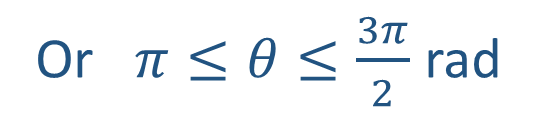 Or π ≤ θ ≤ 3π/2 rad